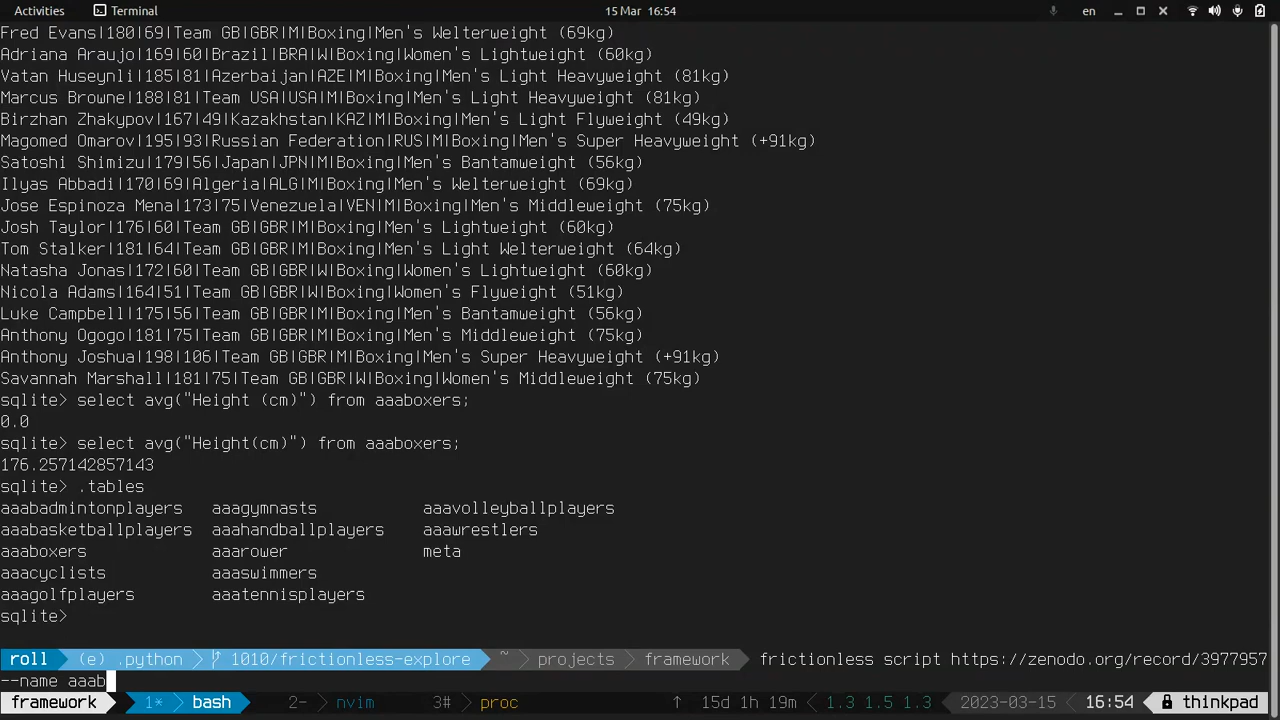 Activities Terminal 15 Mar 16:54 en
Fred Evans|180|69|Team GB|GBR|M|Boxing|Men's Welterweight (69kg)
Adriana Araujo|169|60|Brazil|BRA|W|Boxing|Women's Lightweight (60kg)
Vatan Huseynli|185|81|Azerbaijan|AZE|M|Boxing|Men's Light Heavyweight (81kg)
Marcus Browne|188|81|Team USA|USA|M|Boxing|Men's Light Heavyweight (81kg)
Birzhan Zhakypov|167|49|Kazakhstan|KAZ|M|Boxing|Men's Light Flyweight (49kg)
Magomed Omarov|195|93|Russian Federation|RUS|M|Boxing|Men's Super Heavyweight (+91kg)
Satoshi Shimizu|179|56|Japan|JPN|M|Boxing|Men's Bantamweight (56kg)
Ilyas Abbadi|170|69|Algeria|ALG|M|Boxing|Men's Welterweight (69kg)
Jose Espinoza Mena|173|75|Venezuela|VEN|M|Boxing|Men's Middleweight (75kg)
Josh Taylor|176|60|Team GB|GBR|M|Boxing|Men's Lightweight (60kg)
Tom Stalker|181|64|Team GB|GBR|M|Boxing|Men's Light Welterweight (64kg)
Natasha Jonas|172|60|Team GB|GBR|W|Boxing|Women's Lightweight (60kg)
Nicola Adams|164|51|Team GB|GBR|W|Boxing|Women's Flyweight (51kg)
Luke Campbell|175|56|Team GB|GBR|M|Boxing|Men's Bantamweight (56kg)
Anthony Ogogo|181|75|Team GB|GBR|M|Boxing|Men's Middleweight (75kg)
Anthony Joshua|198|106|Team GB|GBR|M|Boxing|Men's Super Heavyweight (+91kg)
Savannah Marshall|181|75|Team GB|GBR|W|Boxing|Women's Middleweight (75kg)
sqlite> select avg("Height (cm)") from aaaboxers;
0.0
sqlite> select avg("Height(cm)") from aaaboxers;
176.257142857143
sqlite> .tables
aaabadmintonplayers aaagymnasts aaavolleyballplayers
aaabasketballplayers aaahandballplayers aaawrestlers
aaaboxers aaarower meta
aaacyclists aaaswimmers
aaagolfplayers aaatennisplayers
sqlite>
roll (e) .python 1010/frictionless-explore ~ projects framework frictionless script https://zenodo.org/record/3977957
--name aaab
framework 1* bash 2- nvim 3# proc ↑ 15d 1h 19m 1.3 1.5 1.3 2023-03-15 16:54 thinkpad